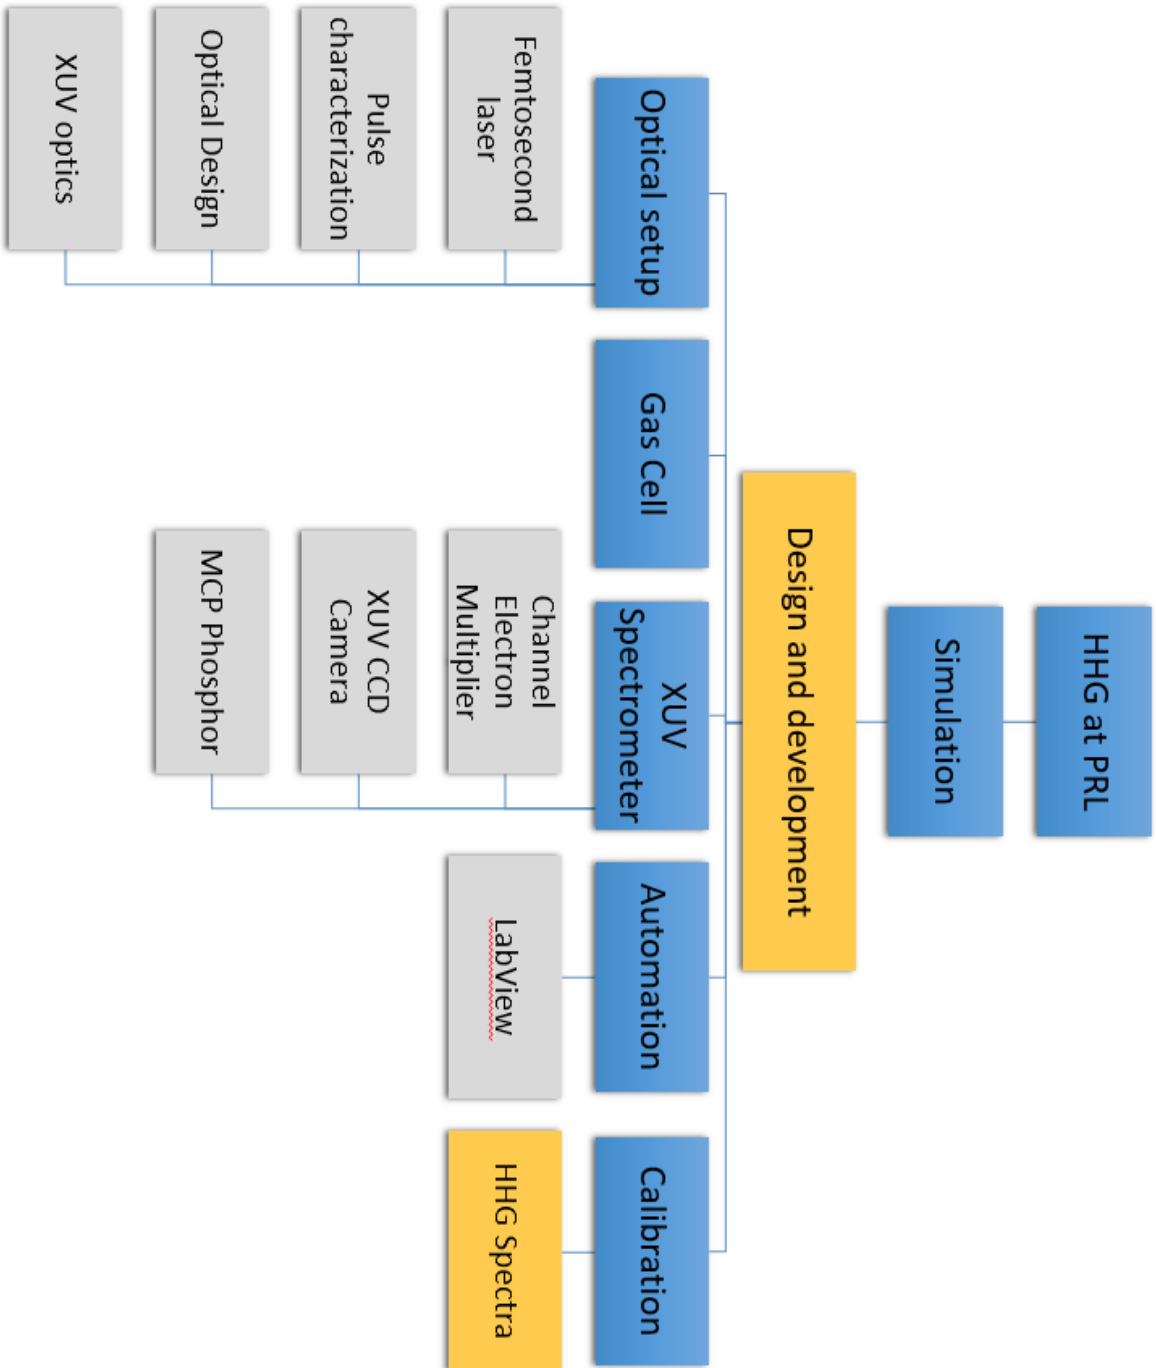 HHG at PRL
Simulation
Design and development
Optical setup
Gas Cell
XUV
Spectrometer
Automation
Calibration
Femtosecond
laser
Pulse
characterization
Optical Design
XUV optics
Channel
Electron
Multiplier
XUV CCD
Camera
MCP Phosphor
LabView
HHG Spectra